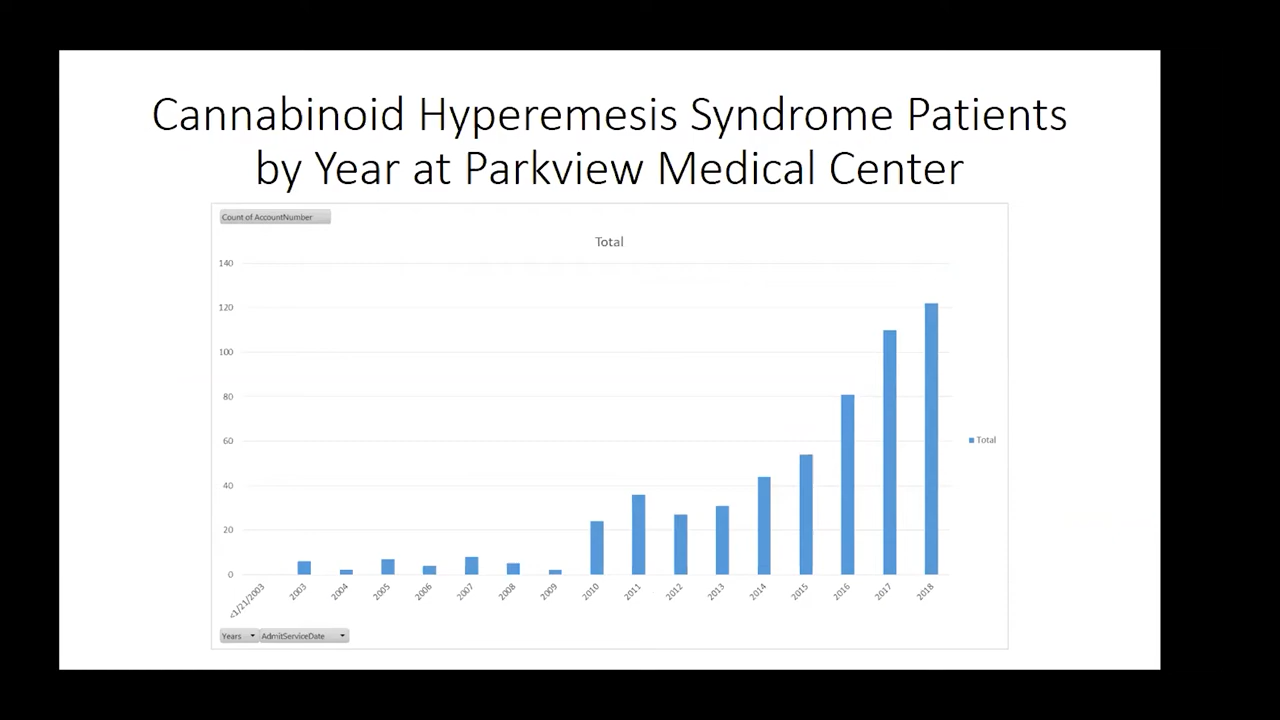 Cannabinoid Hyperemesis Syndrome Patients
by Year at Parkview Medical Center
Count of AccountNumber
Total
140
120
100
80
60
40
20
0
Total
<1/21/2003 2003 2004 2005 2006 2007 2008 2009 2010 2011 2012 2013 2014 2015 2016 2017 2018
Years AdmitServiceDate